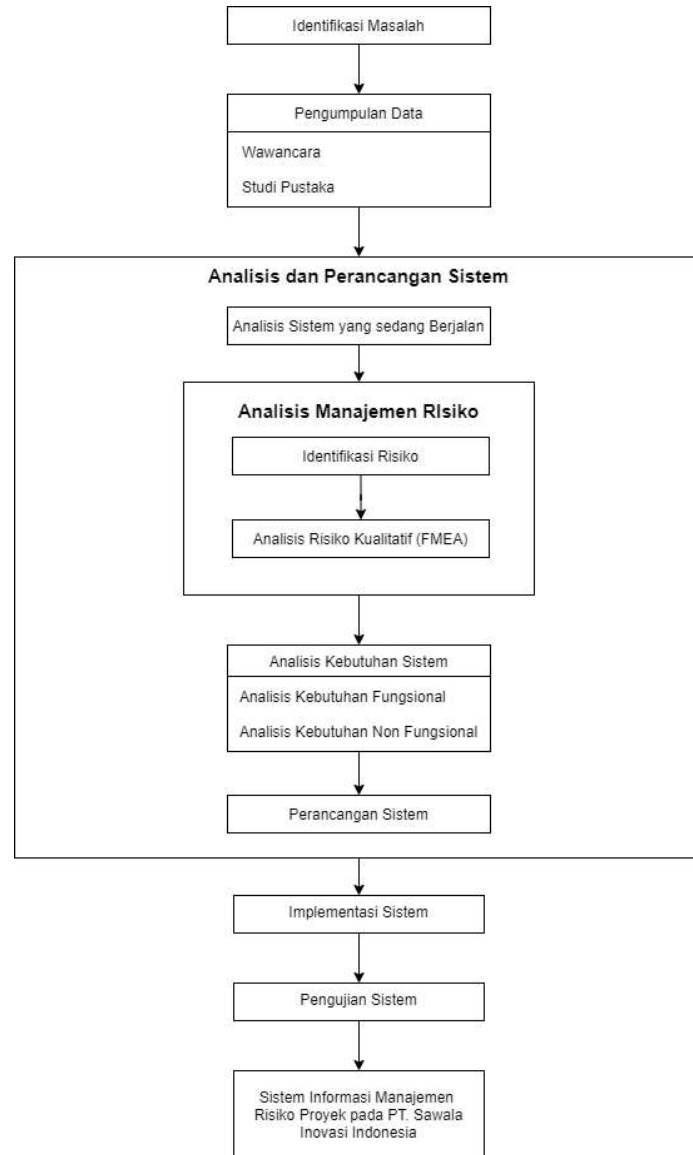 Identifikasi Masalah
Pengumpulan Data
Wawancara
Studi Pustaka
Analisis dan Perancangan Sistem
Analisis Sistem yang sedang Berjalan
Analisis Manajemen RIsiko
Identifikasi Risiko
Analisis Risiko Kualitatif (FMEA)
Analisis Kebutuhan Sistem
Analisis Kebutuhan Fungsional
Analisis Kebutuhan Non Fungsional
Perancangan Sistem
Implementasi Sistem
Pengujian Sistem
Sistem Informasi Manajemen
Risiko Proyek pada PT. Sawala
Inovasi Indonesia